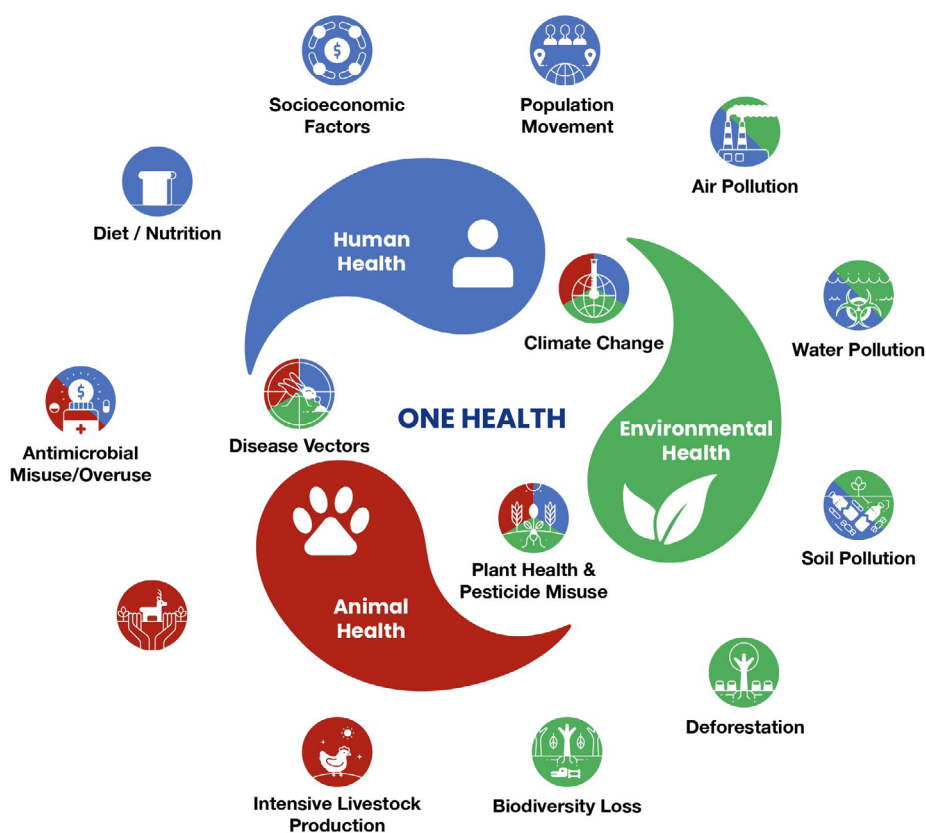 Socioeconomic
Factors
Population
Movement
Air Pollution
Diet / Nutrition
Human
Health
Climate Change
Water Pollution
Antimicrobial
Misuse/Overuse
Disease Vectors
ONE HEALTH
Environmental
Health
Plant Health &
Pesticide Misuse
Soil Pollution
Animal
Health
Deforestation
Intensive Livestock
Production
Biodiversity Loss
$
$